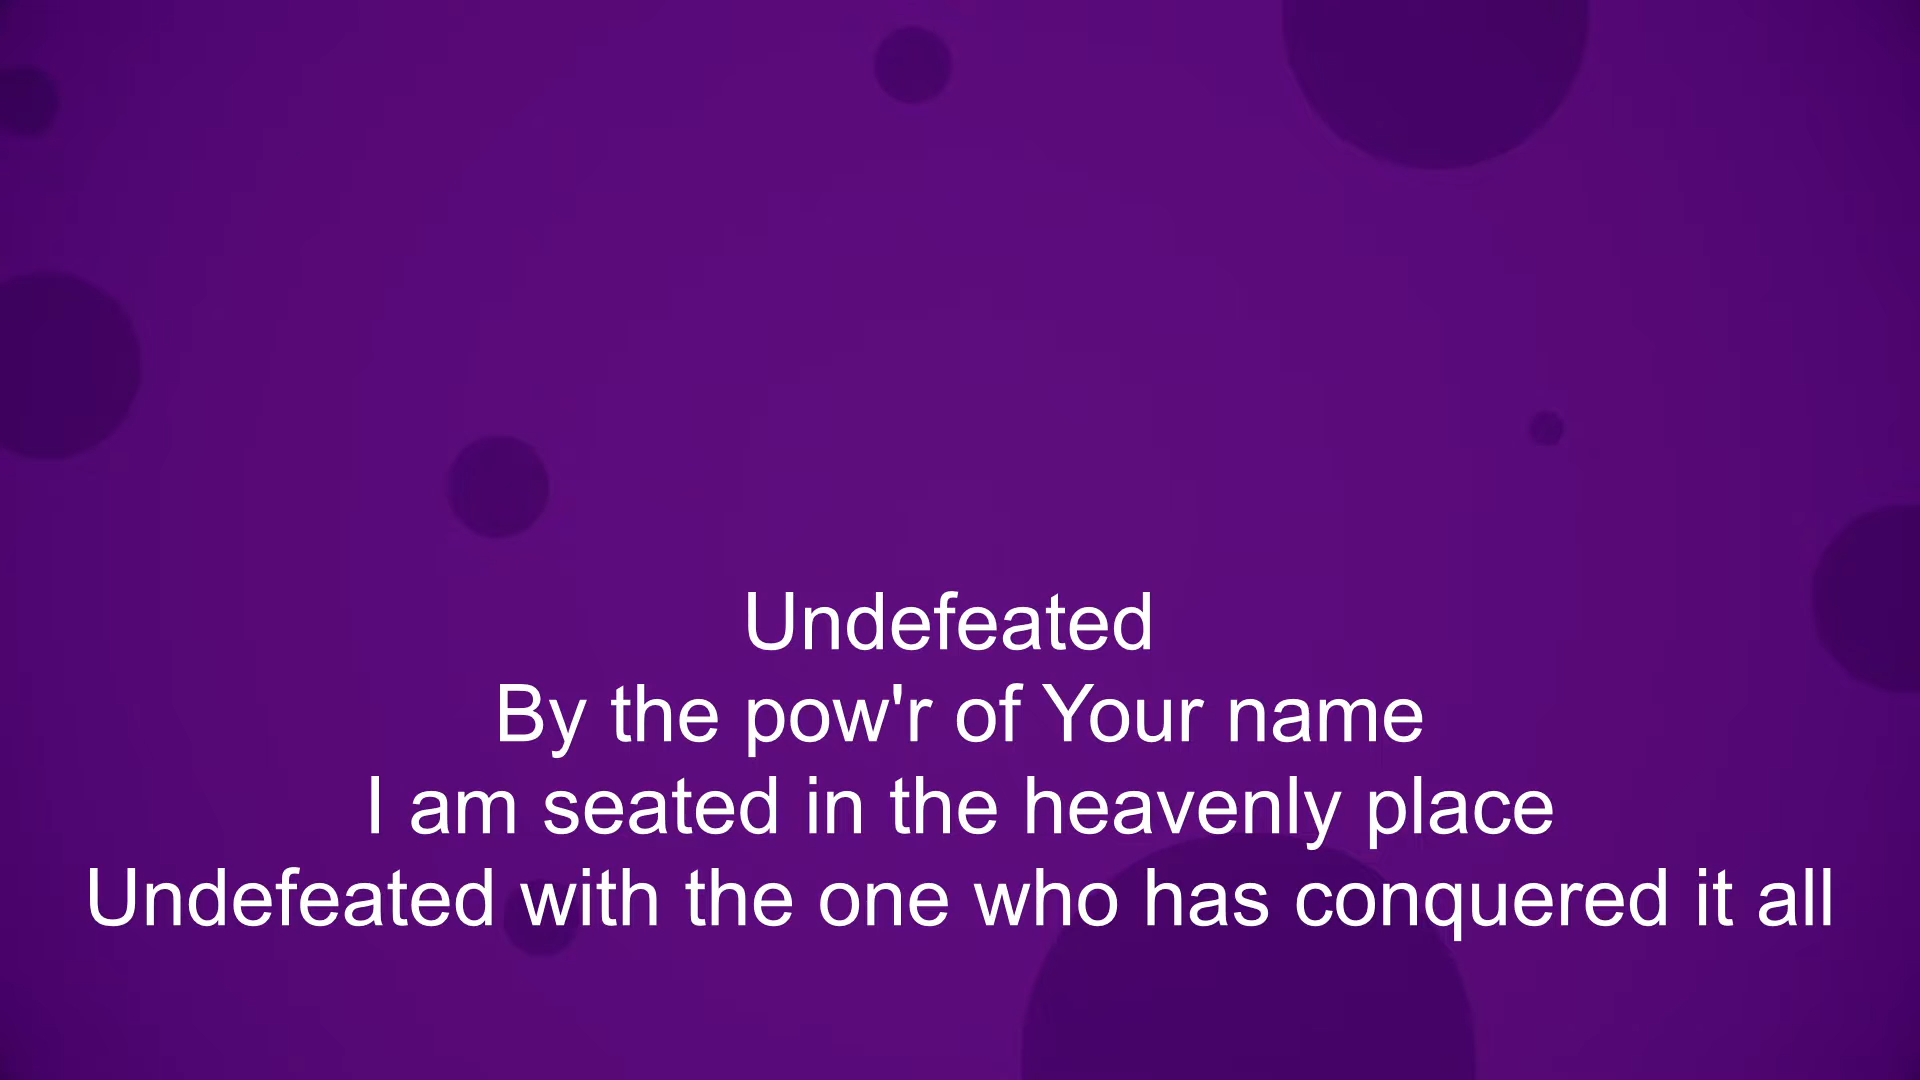 Undefeated
By the pow'r of Your name
I am seated in the heavenly place
Undefeated with the one who has conquered it all